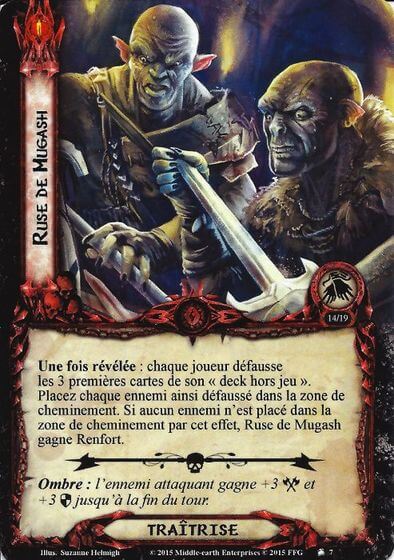 Ruse de Mugash
14/19
Une fois révélée : chaque joueur défausse
les 3 premières cartes de son « deck hors jeu ».
Placez chaque ennemi ainsi défaussé dans la zone de
cheminement. Si aucun ennemi n'est placé dans la
zone de cheminement par cet effet, Ruse de Mugash
gagne Renfort.
Ombre : l'ennemi attaquant gagne +3 et
+3 jusqu'à la fin du tour.
TRAÎTRISE
Illus. Suzanne Helmigh © 2015 Middle-earth Enterprises © 2015 FFG 7